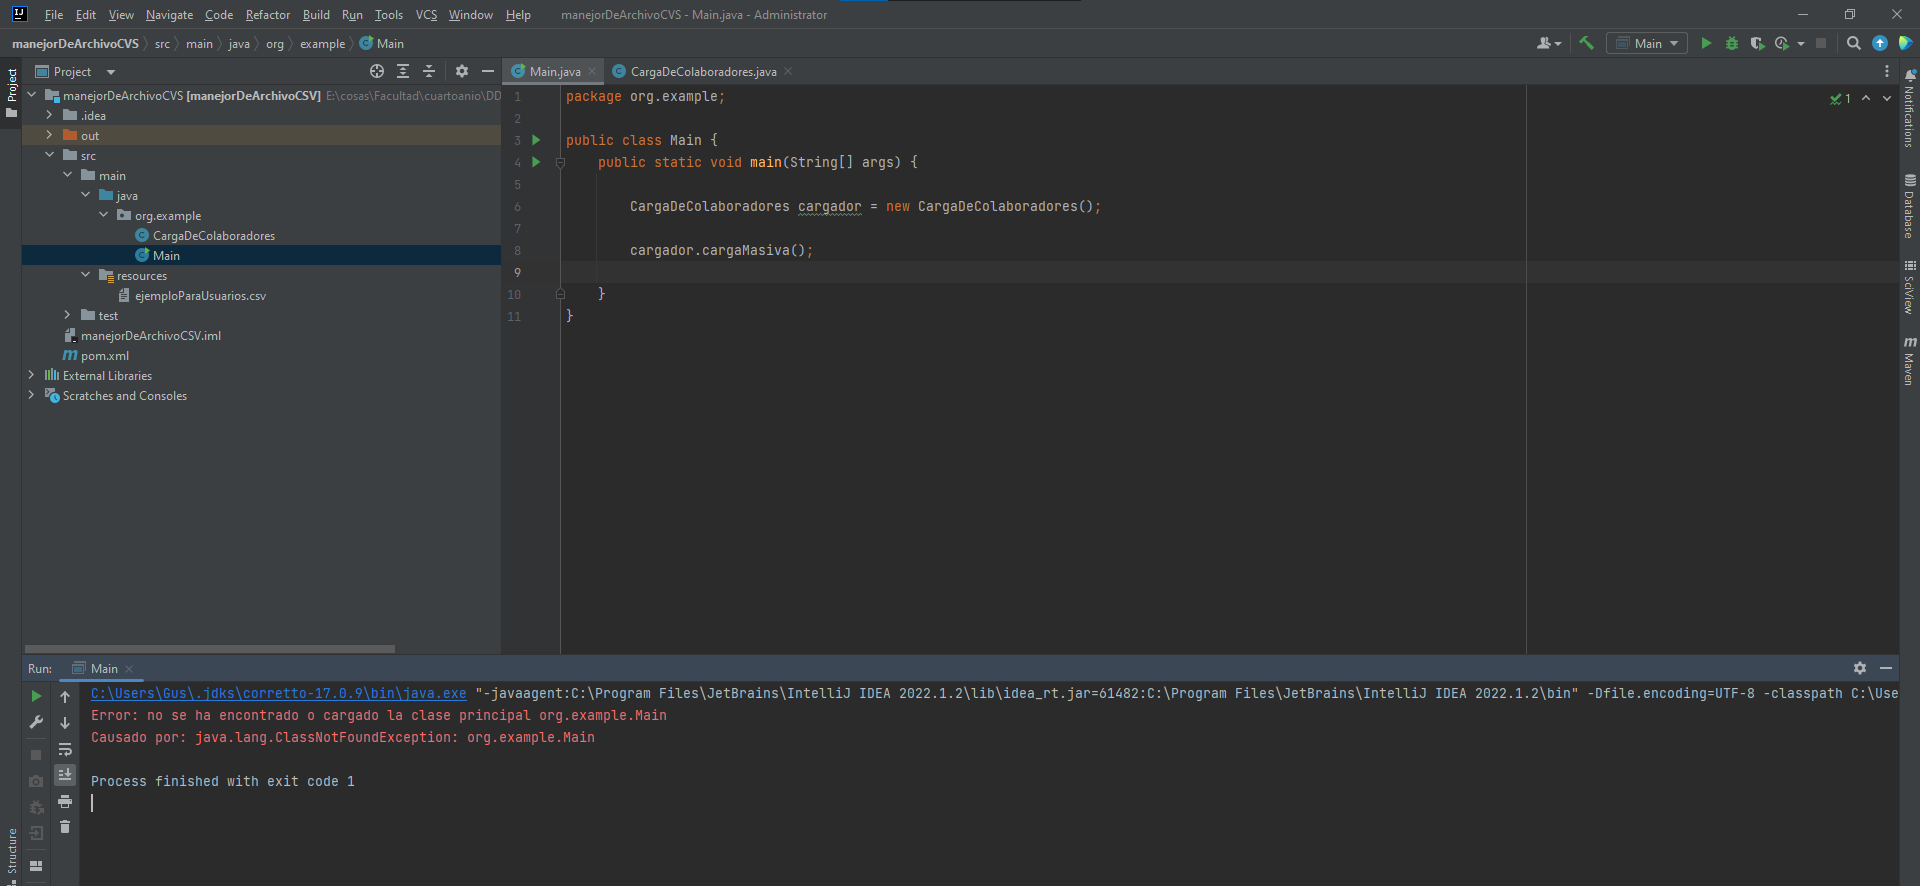 File Edit View Navigate Code Refactor Build Run Tools VCS Window Help manejorDeArchivoCVS - Main.java - Administrator
manejorDeArchivoCVS src main java org example Main
Main
Project
Project
Main.java
CargaDeColaboradores.java
manejorDeArchivoCVS [manejorDeArchivoCSV] E:\cosas\Facultad\cuartoanio\DD
.idea
out
src
main
java
org.example
CargaDeColaboradores
Main
resources
ejemploParaUsuarios.csv
test
manejorDeArchivoCSV.iml
pom.xml
External Libraries
Scratches and Consoles
1 package org.example;
2
3 public class Main {
4 public static void main(String[] args) {
5
6 CargaDeColaboradores cargador = new CargaDeColaboradores();
7
8 cargador.cargaMasiva();
9
10 }
11 }
1
Notifications
Database
SciView
Maven
Run: Main
C:\Users\Gus\.jdks\corretto-17.0.9\bin\java.exe "-javaagent:C:\Program Files\JetBrains\IntelliJ IDEA 2022.1.2\lib\idea_rt.jar=61482:C:\Program Files\JetBrains\IntelliJ IDEA 2022.1.2\bin" -Dfile.encoding=UTF-8 -classpath C:\Use
Error: no se ha encontrado o cargado la clase principal org.example.Main
Causado por: java.lang.ClassNotFoundException: org.example.Main
Process finished with exit code 1
Structure